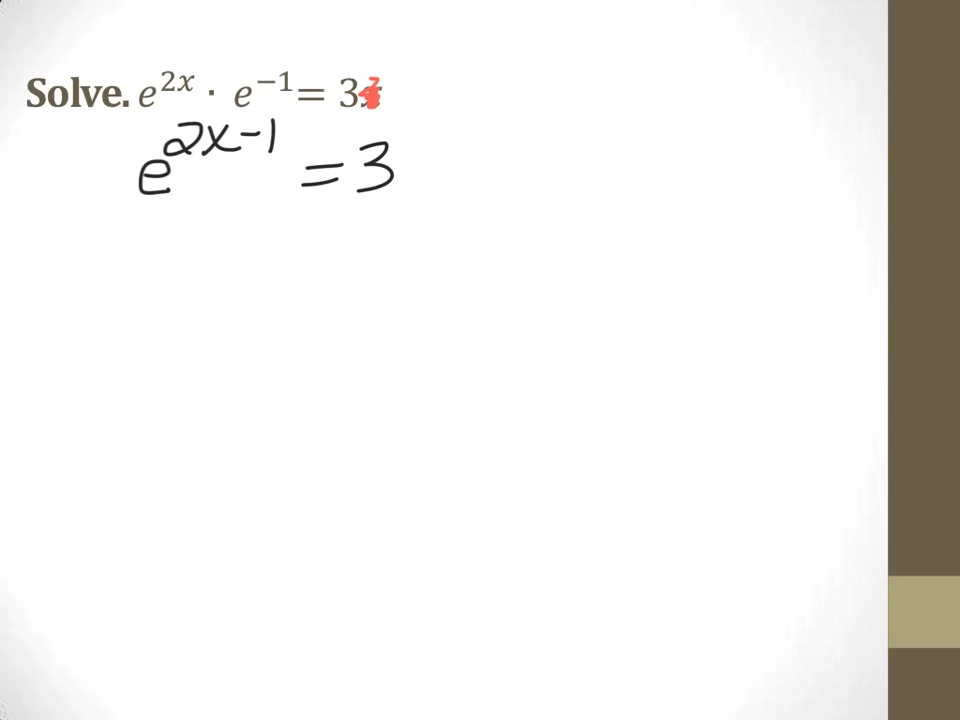 Solve. e^{2x} · e^{-1} = 3
e^{2x-1} = 3